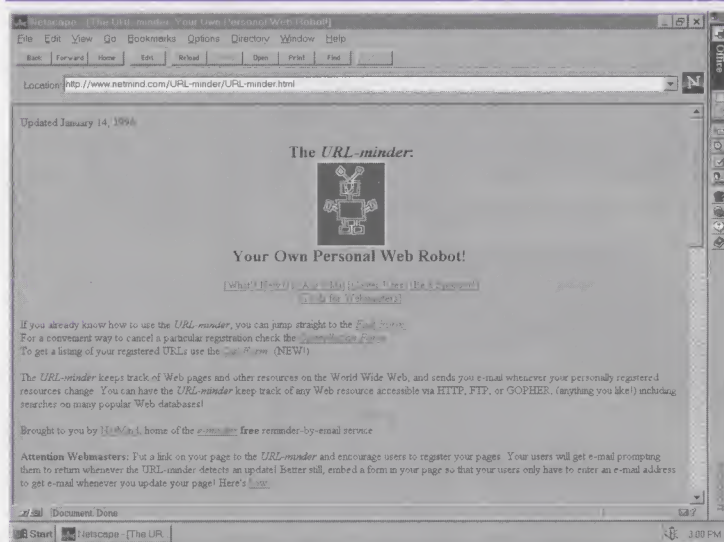 Netscape - [The URL-minder: Your Own Personal Web Robot!]
File Edit View Go Bookmarks Options Directory Window Help
Back Forward Home Edit Reload Open Print Find
Location: http://www.netmind.com/URL-minder/URL-minder.html
Office
Updated January 14, 1996
The URL-minder:
Your Own Personal Web Robot!
[What's New!]
Guide for Webmasters]
If you already know how to use the URL-minder, you can jump straight to the
For a convenient way to cancel a particular registration check the Cancellation Form
To get a listing of your registered URLs use the (NEW!)
The URL-minder keeps track of Web pages and other resources on the World Wide Web, and sends you e-mail whenever your personally registered
resources change. You can have the URL-minder keep track of any Web resource accessible via HTTP, FTP, or GOPHER, (anything you like!) including
searches on many popular Web databases!
Brought to you by NetMind, home of the free reminder-by-email service
Attention Webmasters: Put a link on your page to the URL-minder and encourage users to register your pages. Your users will get e-mail prompting
them to return whenever the URL-minder detects an update! Better still, embed a form in your page so that your users only have to enter an e-mail address
to get e-mail whenever you update your page! Here's how.
Document: Done
Start Netscape - [The UR... 3:00 PM